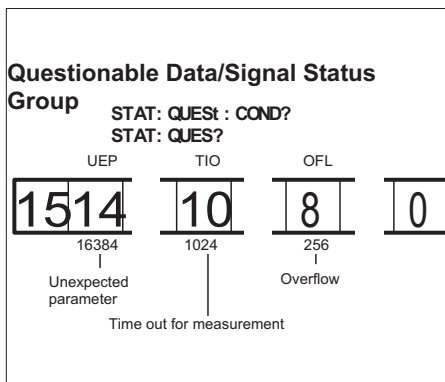 Questionable Data/Signal Status
Group
STAT: QUESt : COND?
STAT: QUES?
UEP TIO OFL
15 14 10 8 0
16384 1024 256
Unexpected
parameter
Overflow
Time out for measurement